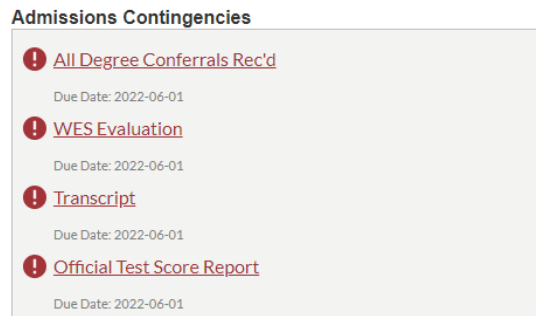 Admissions Contingencies
All Degree Conferrals Rec'd
Due Date: 2022-06-01
WES Evaluation
Due Date: 2022-06-01
Transcript
Due Date: 2022-06-01
Official Test Score Report
Due Date: 2022-06-01